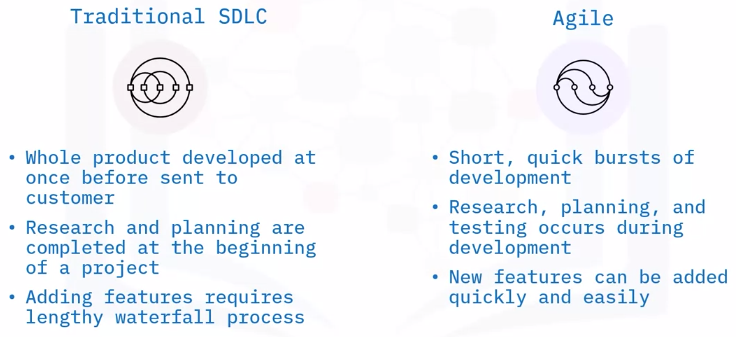 Traditional SDLC
• Whole product developed at
once before sent to
customer
• Research and planning are
completed at the beginning
of a project
• Adding features requires
lengthy waterfall process
Agile
• Short, quick bursts of
development
• Research, planning, and
testing occurs during
development
• New features can be added
quickly and easily